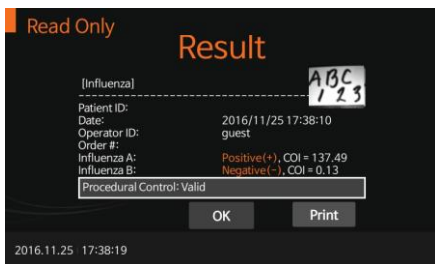 Read Only
Result
[Influenza]
ABC
123
Patient ID:
Date: 2016/11/25 17:38:10
Operator ID: guest
Order #:
Influenza A: Positive(+), COI = 137.49
Influenza B: Negative(-), COI = 0.13
Procedural Control: Valid
OK Print
2016.11.25 17:38:19